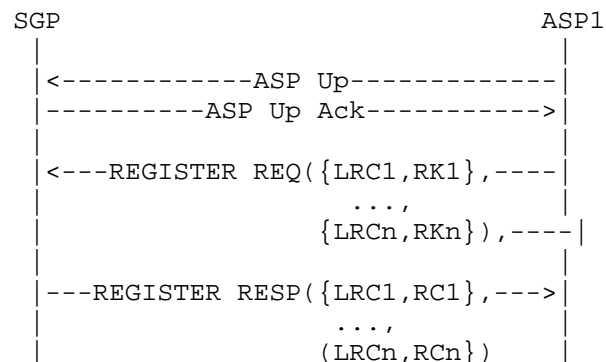 SGP ASP1
<------------ASP Up-------------
----------ASP Up Ack----------->
<---REGISTER REQ({LRC1,RK1},----
...,
{LRCn,RKn}),----|
---REGISTER RESP({LRC1,RC1},--->
...,
(LRCn,RCn})